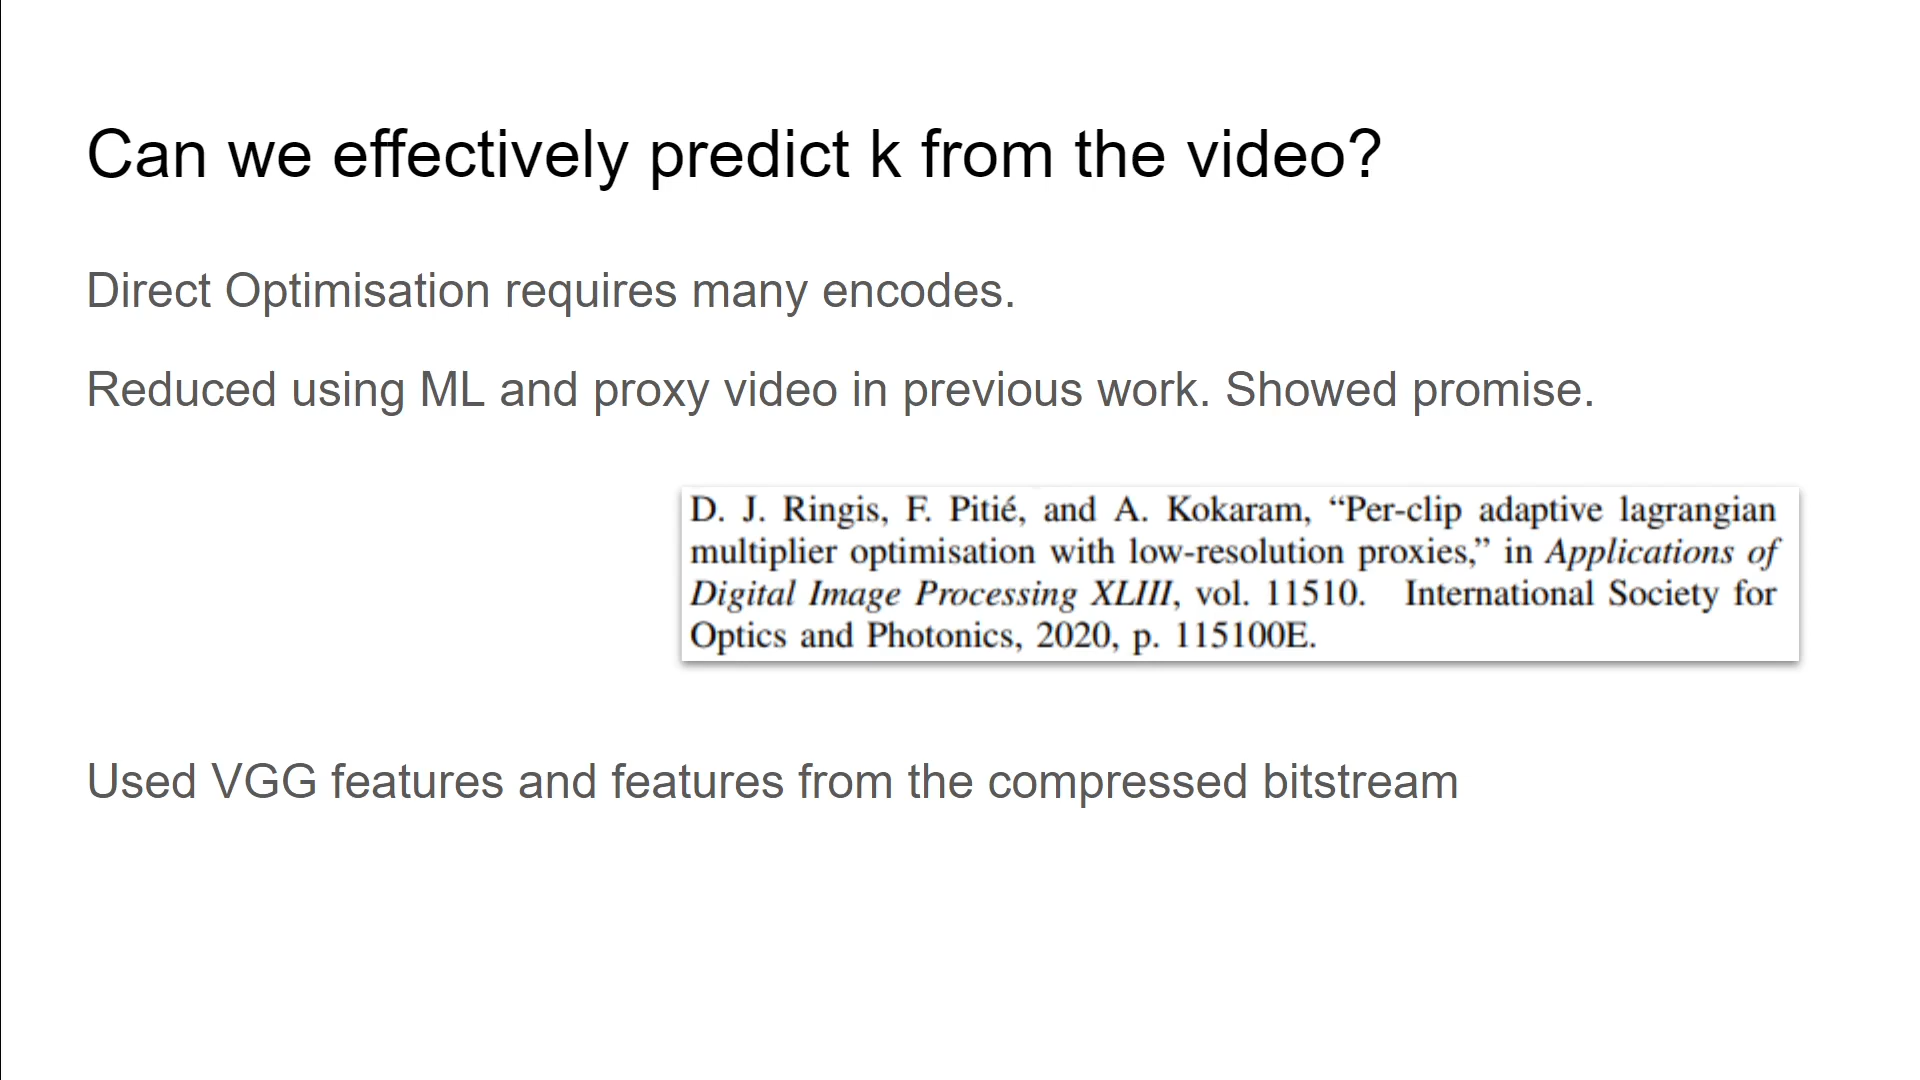 Can we effectively predict k from the video?
Direct Optimisation requires many encodes.
Reduced using ML and proxy video in previous work. Showed promise.
D. J. Ringis, F. Pitié, and A. Kokaram, “Per-clip adaptive lagrangian
multiplier optimisation with low-resolution proxies,” in Applications of
Digital Image Processing XLIII, vol. 11510. International Society for
Optics and Photonics, 2020, p. 115100E.
Used VGG features and features from the compressed bitstream